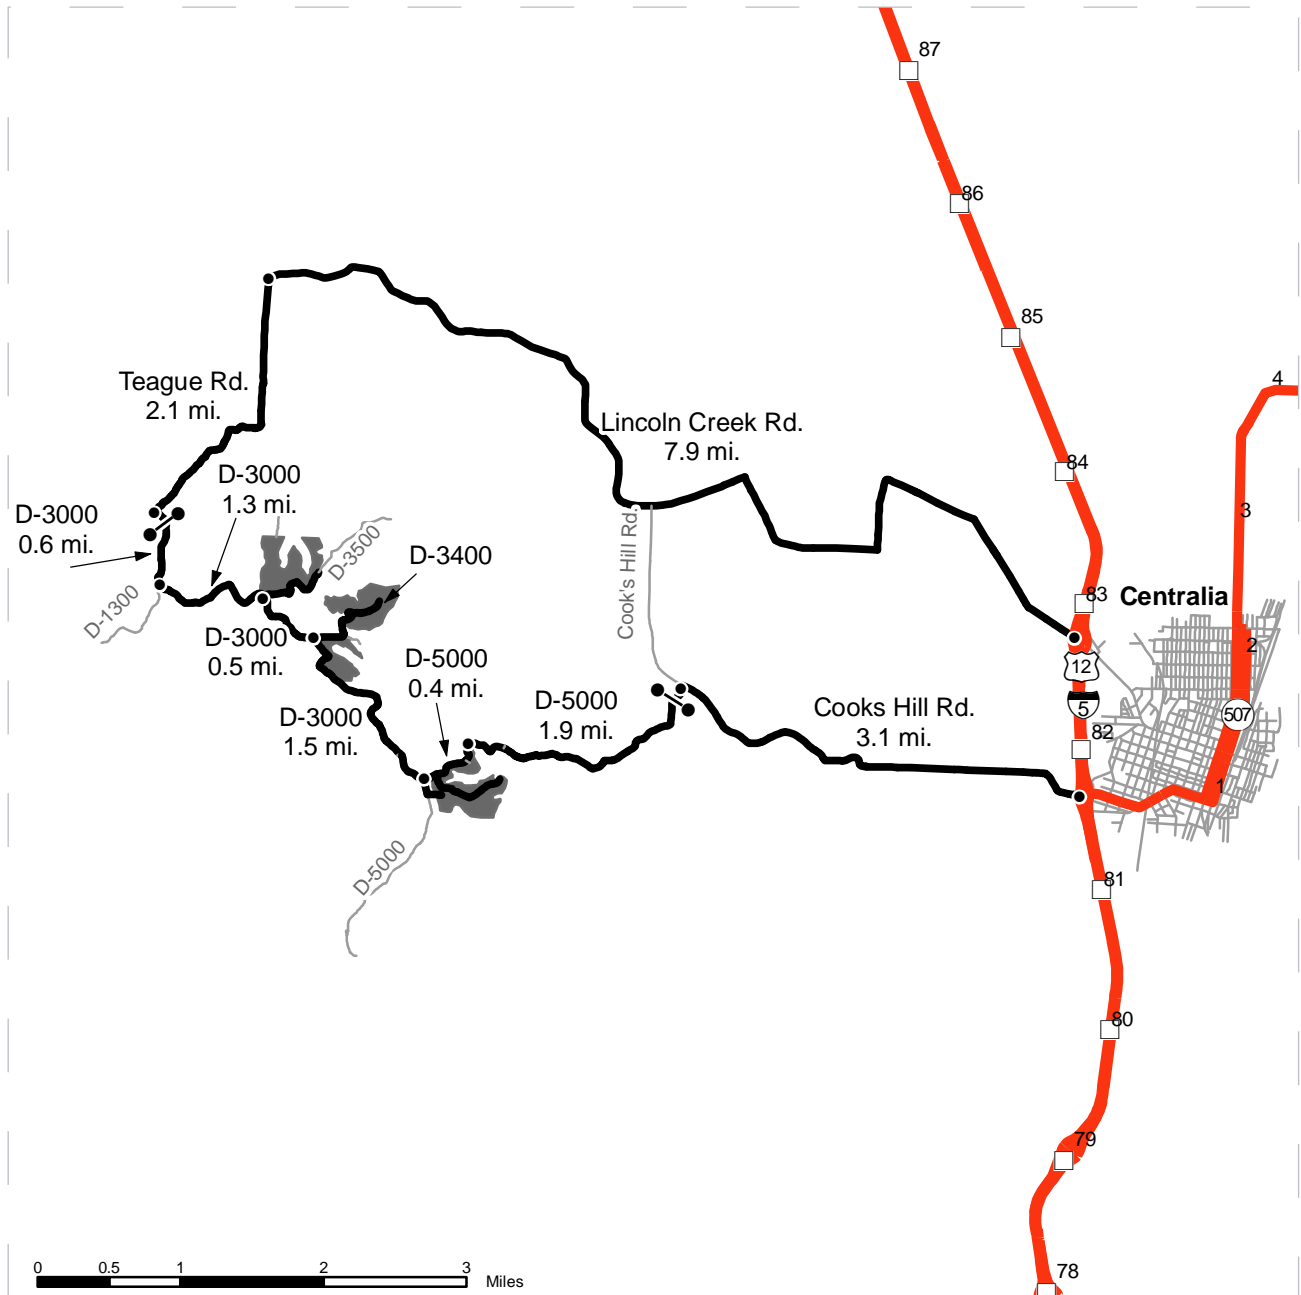 87
86
85
4
Teague Rd.
2.1 mi.
Lincoln Creek Rd.
7.9 mi.
84
D-3000
1.3 mi.
D-3000
0.6 mi.
3
Cook's Hill Rd.
D-3500
D-3400
83
Centralia
D-1300
D-3000
0.5 mi.
2
12
D-5000
0.4 mi.
5
D-5000
1.9 mi.
Cooks Hill Rd.
3.1 mi.
507
D-3000
1.5 mi.
82
1
D-5000
81
80
79
78
0 0.5 1 2 3 Miles